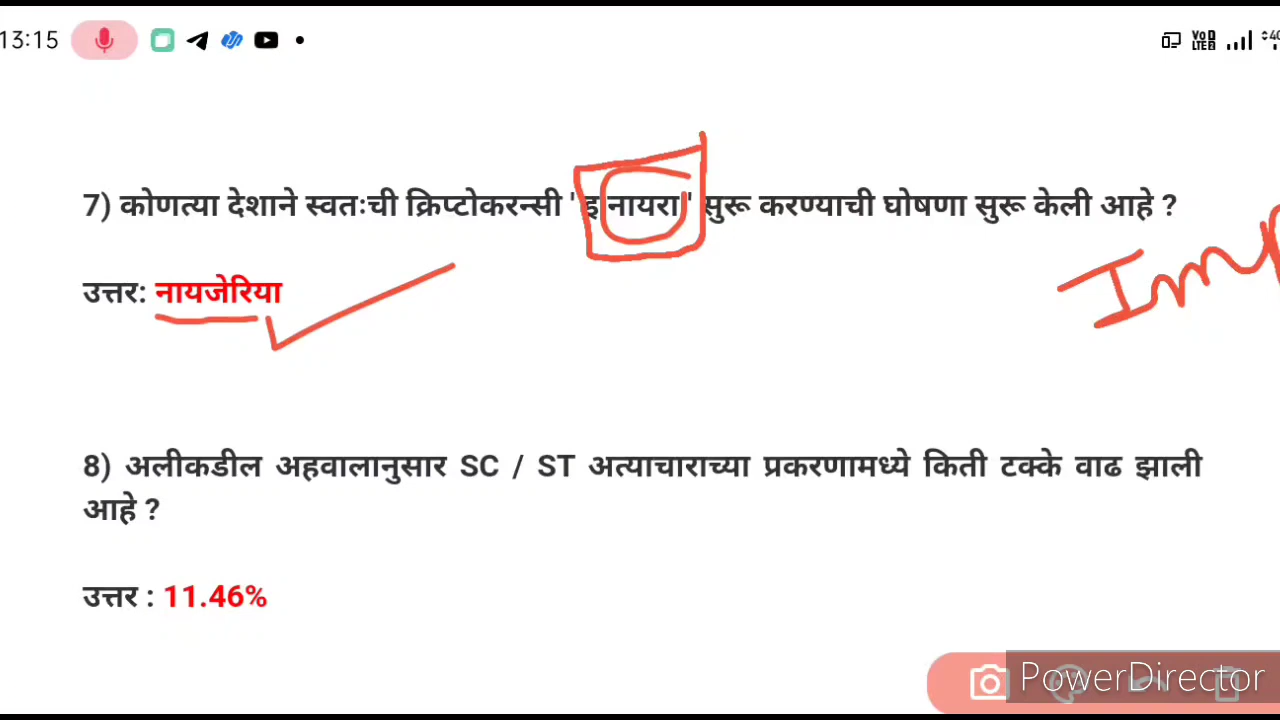 13:15
7) कोणत्या देशाने स्वतःची क्रिप्टोकरन्सी ' इ नायरा ' सुरू करण्याची घोषणा सुरू केली आहे ?
Imp
उत्तर: नायजेरिया
8) अलीकडील अहवालानुसार SC / ST अत्याचाराच्या प्रकरणामध्ये किती टक्के वाढ झाली
आहे ?
उत्तर : 11.46%
PowerDirector